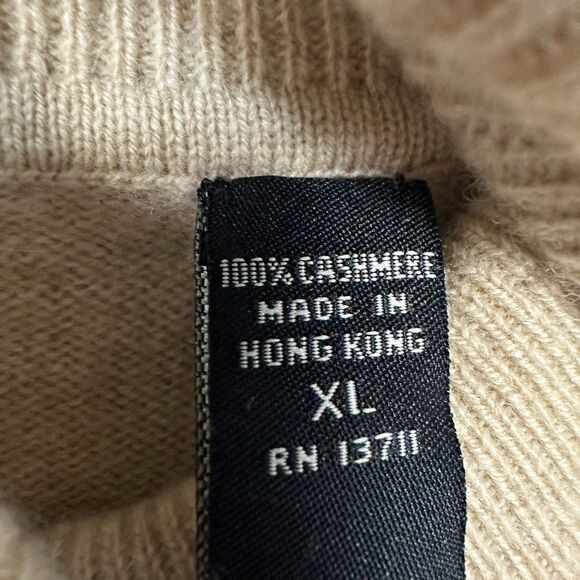 100% CASHMERE
MADE IN
HONG KONG
XL
RN 13711